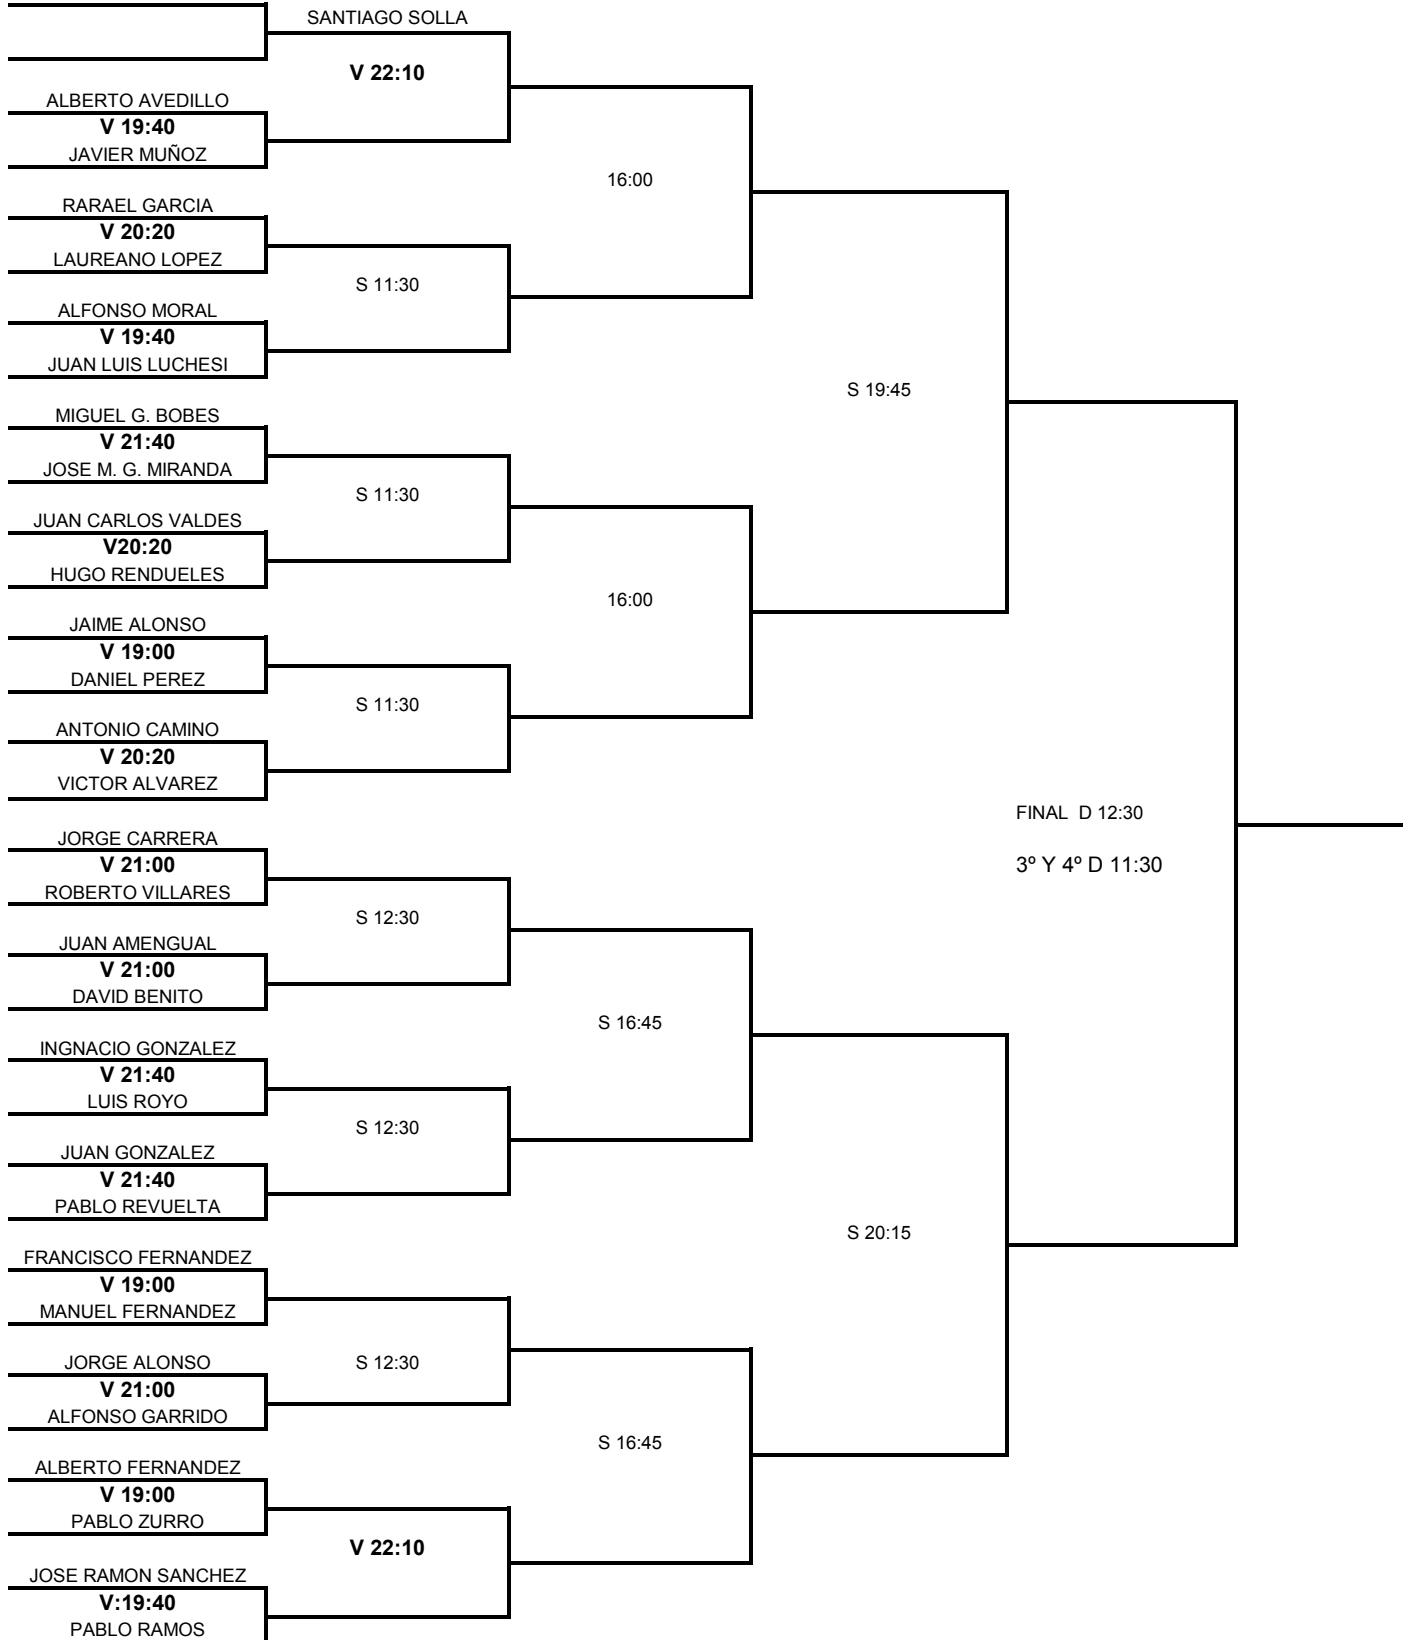 SANTIAGO SOLLA
V 22:10
ALBERTO AVEDILLO
V 19:40
JAVIER MUÑOZ
16:00
RARAEL GARCIA
V 20:20
LAUREANO LOPEZ
S 11:30
ALFONSO MORAL
V 19:40
JUAN LUIS LUCHESI
S 19:45
MIGUEL G. BOBES
V 21:40
JOSE M. G. MIRANDA
S 11:30
JUAN CARLOS VALDES
V20:20
HUGO RENDUELES
16:00
JAIME ALONSO
V 19:00
DANIEL PEREZ
S 11:30
ANTONIO CAMINO
V 20:20
VICTOR ALVAREZ
FINAL D 12:30
3º Y 4º D 11:30
JORGE CARRERA
V 21:00
ROBERTO VILLARES
S 12:30
JUAN AMENGUAL
V 21:00
DAVID BENITO
S 16:45
INGNACIO GONZALEZ
V 21:40
LUIS ROYO
S 12:30
JUAN GONZALEZ
V 21:40
PABLO REVUELTA
S 20:15
FRANCISCO FERNANDEZ
V 19:00
MANUEL FERNANDEZ
S 12:30
JORGE ALONSO
V 21:00
ALFONSO GARRIDO
S 16:45
ALBERTO FERNANDEZ
V 19:00
PABLO ZURRO
V 22:10
JOSE RAMON SANCHEZ
V:19:40
PABLO RAMOS